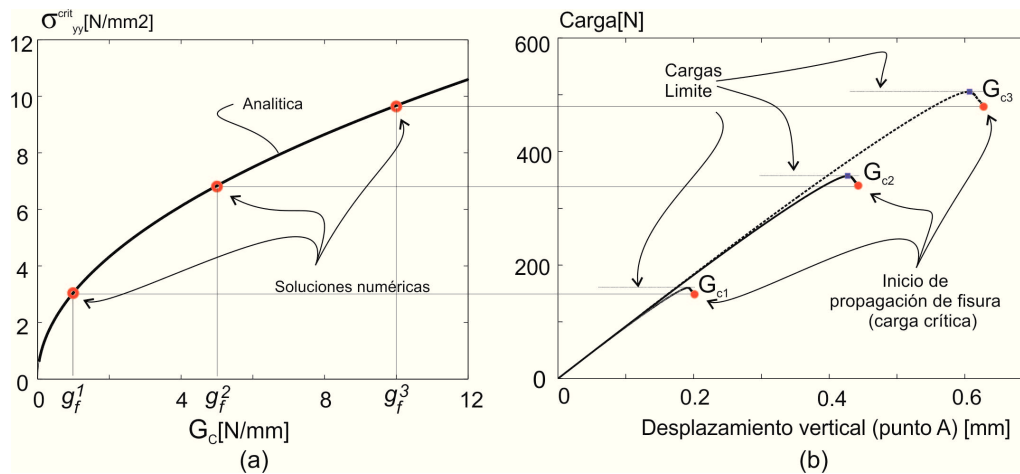 σ^crit_yy[N/mm2]
12
10
8
6
4
2
0
0
4
8
12
g_f^1
g_f^2
g_f^3
Analitica
Soluciones numéricas
G_C[N/mm]
(a)
Carga[N]
600
400
200
0
0
0.2
0.4
0.6
Cargas
Limite
G_c3
G_c2
G_c1
Inicio de
propagación de fisura
(carga crítica)
Desplazamiento vertical (punto A) [mm]
(b)